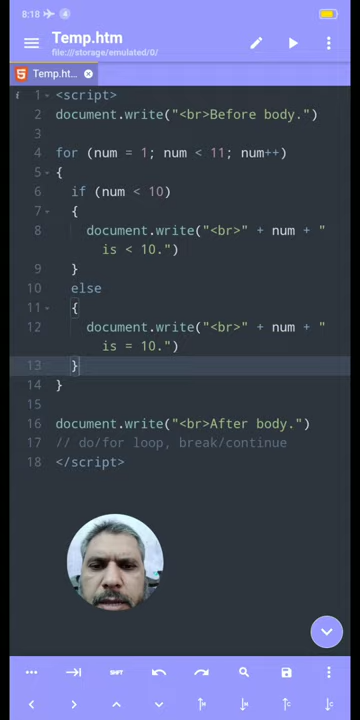 8:18
4
Temp.htm
file:///storage/emulated/0/
Temp.ht...
i 1 <script>
2 document.write("<br>Before body.")
3
4 for (num = 1; num < 11; num++)
5 {
6 if (num < 10)
7 {
8 document.write("<br>" + num + "
is < 10.")
9 }
10 else
11 {
12 document.write("<br>" + num + "
is = 10.")
13 }
14 }
15
16 document.write("<br>After body.")
17 // do/for loop, break/continue
18 </script>
SHFT